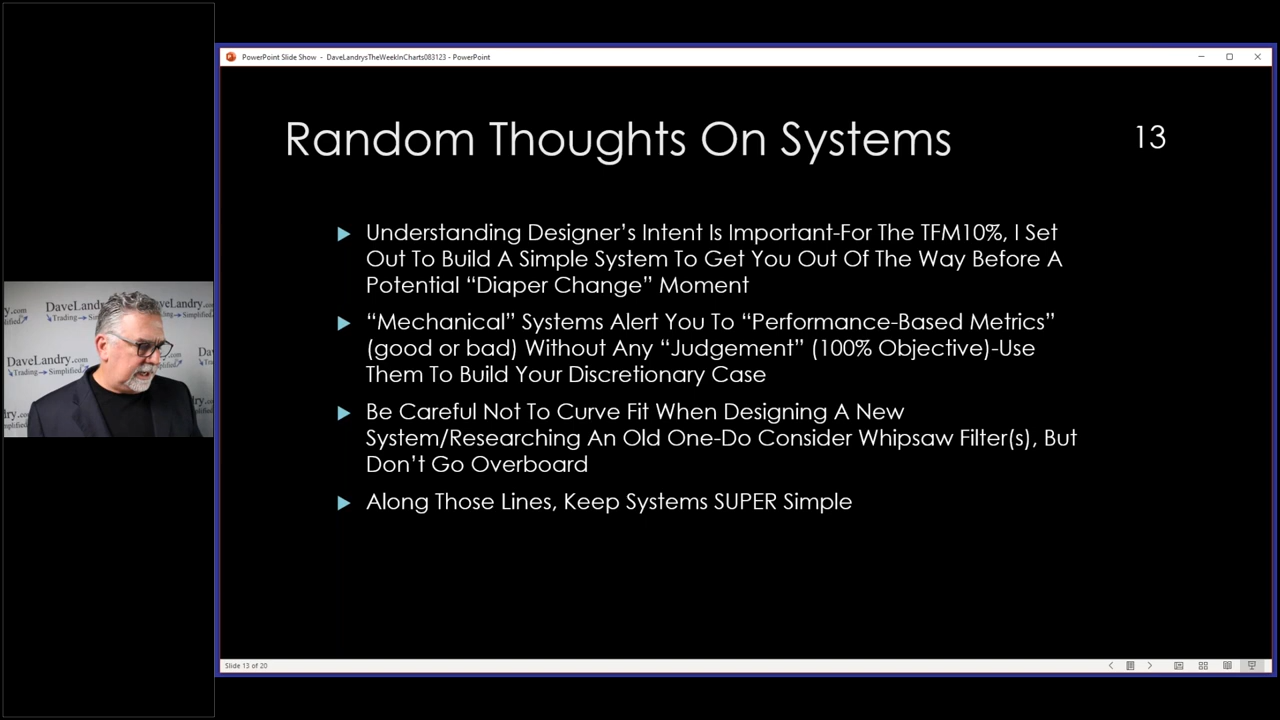 PowerPoint Slide Show - DaveLandrysTheWeekInCharts083123 - PowerPoint
Random Thoughts On Systems
13
Understanding Designer’s Intent Is Important-For The TFM10%, I Set
Out To Build A Simple System To Get You Out Of The Way Before A
Potential “Diaper Change” Moment
“Mechanical” Systems Alert You To “Performance-Based Metrics”
(good or bad) Without Any “Judgement” (100% Objective)-Use
Them To Build Your Discretionary Case
Be Careful Not To Curve Fit When Designing A New
System/Researching An Old One-Do Consider Whipsaw Filter(s), But
Don’t Go Overboard
Along Those Lines, Keep Systems SUPER Simple
DaveLandry.com
Trading Simplified
Slide 13 of 20